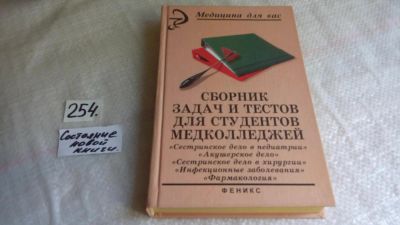 Медицина для вас
СБОРНИК
ЗАДАЧ И ТЕСТОВ
ДЛЯ СТУДЕНТОВ
МЕДКОЛЛЕДЖЕЙ
«Сестринское дело в педиатрии»
«Акушерское дело»
«Сестринское дело в хирургии»
«Инфекционные заболевания»
«Фармакология»
ФЕНИКС
254.
Состояние
новой
книги.